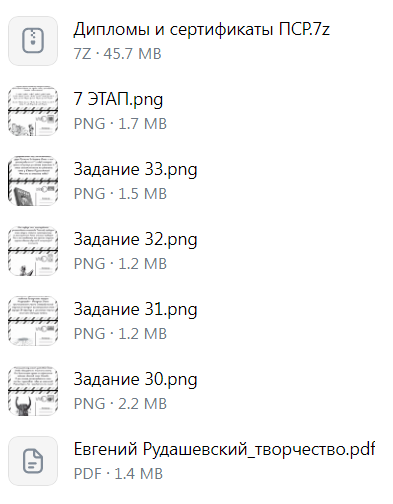 Дипломы и сертификаты ПСР.7z
7Z · 45.7 MB
7 ЭТАП.png
PNG · 1.7 MB
Задание 33.png
PNG · 1.5 MB
Задание 32.png
PNG · 1.2 MB
Задание 31.png
PNG · 1.2 MB
Задание 30.png
PNG · 2.2 MB
Евгений Рудашевский_творчество.pdf
PDF · 1.4 MB